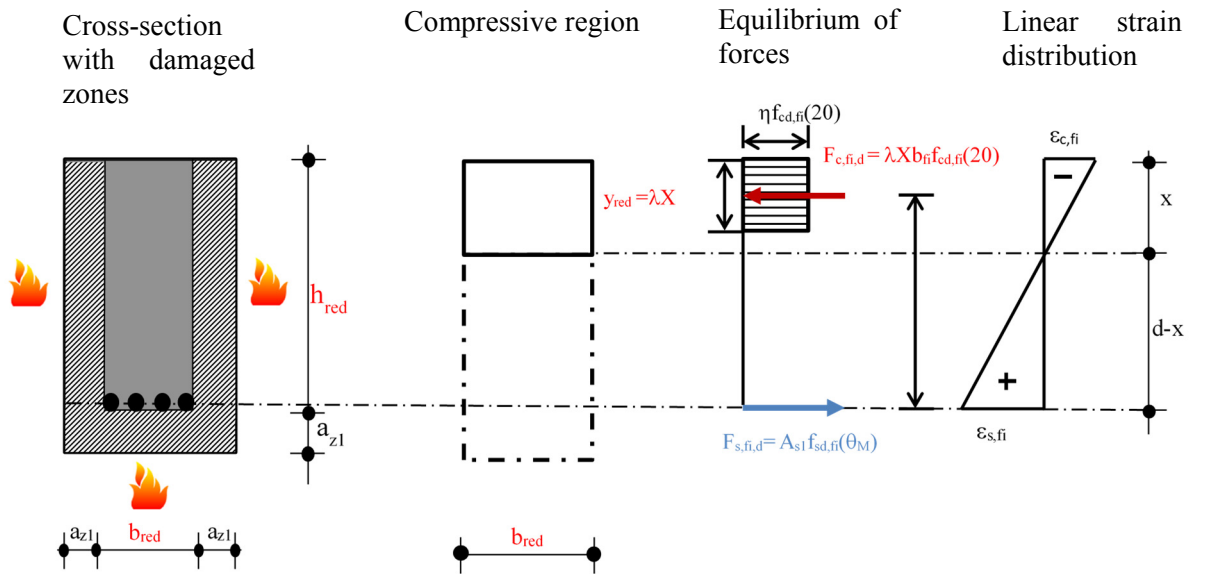 Cross-section
with damaged
zones
Compressive region
Equilibrium of
forces
Linear strain
distribution
ηf_cd,fi(20)
ε_c,fi
F_c,fi,d = λXb_fi f_cd,fi(20)
y_red = λX
x
h_red
d-x
a_z1
F_s,fi,d = A_s1 f_sd,fi(θ_M)
ε_s,fi
a_z1 b_red a_z1
b_red